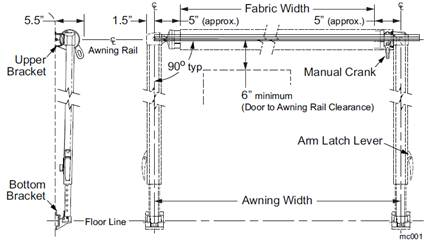 Fabric Width
5.5"
1.5"
5" (approx.)
5" (approx.)
℄
℄
℄
Awning Rail
Upper
Bracket
Manual Crank
90° typ
6" minimum
(Door to Awning Rail Clearance)
Arm Latch Lever
Bottom
Bracket
Awning Width
Floor Line
mc001